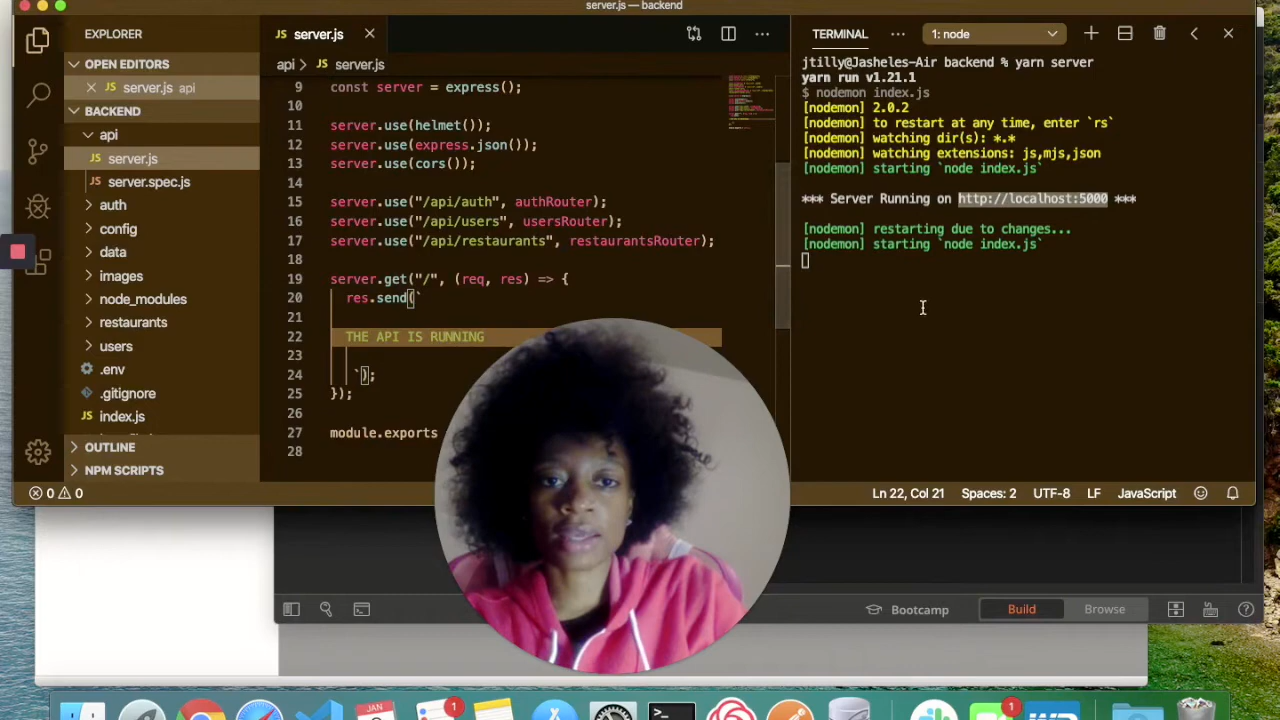 server.js — backend
EXPLORER
OPEN EDITORS
server.js api
BACKEND
api
JS server.js
JS server.spec.js
auth
config
data
images
node_modules
restaurants
users
.env
.gitignore
JS index.js
OUTLINE
NPM SCRIPTS
0 0
JS server.js
api > JS server.js
9 const server = express();
10
11 server.use(helmet());
12 server.use(express.json());
13 server.use(cors());
14
15 server.use("/api/auth", authRouter);
16 server.use("/api/users", usersRouter);
17 server.use("/api/restaurants", restaurantsRouter);
18
19 server.get("/", (req, res) => {
20 res.send(`
21
22 THE API IS RUNNING
23
24 `);
25 });
26
27 module.exports
28
TERMINAL
1: node
jtilly@Jasheles-Air backend % yarn server
yarn run v1.21.1
$ nodemon index.js
[nodemon] 2.0.2
[nodemon] to restart at any time, enter `rs`
[nodemon] watching dir(s): *.*
[nodemon] watching extensions: js,mjs,json
[nodemon] starting `node index.js`
*** Server Running on http://localhost:5000 ***
[nodemon] restarting due to changes...
[nodemon] starting `node index.js`
Ln 22, Col 21 Spaces: 2 UTF-8 LF JavaScript
Bootcamp Build Browse
JAN
1
1